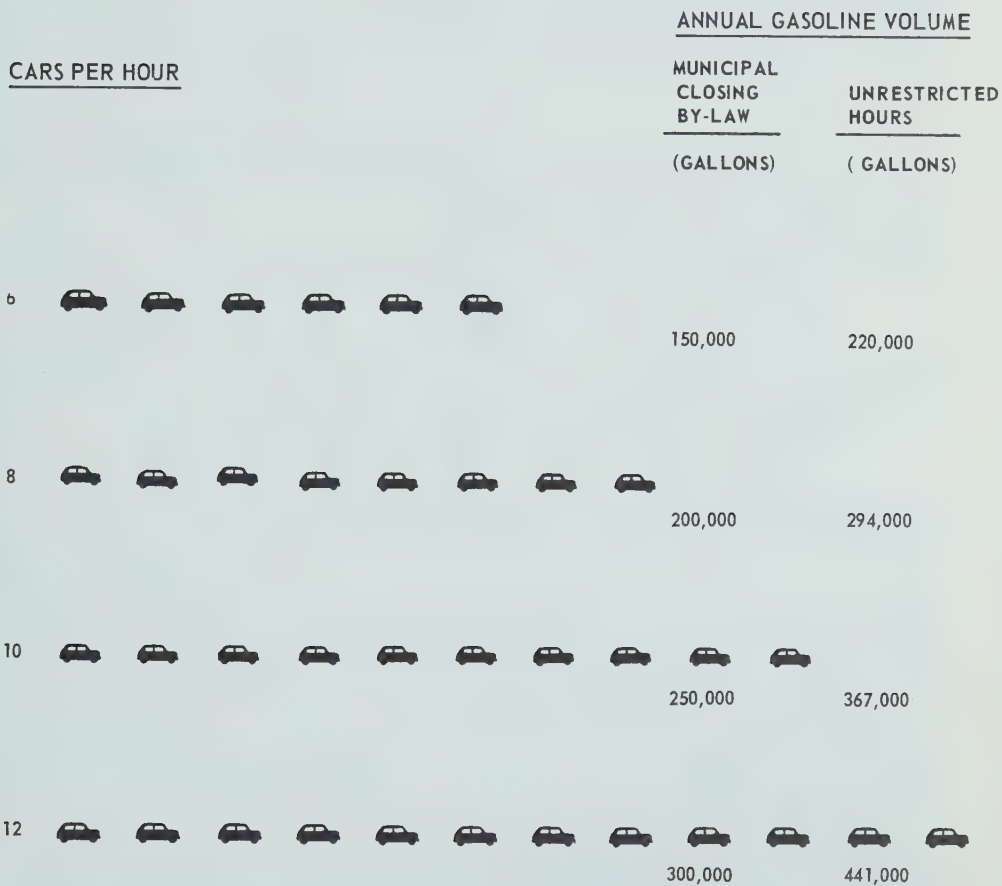 ANNUAL GASOLINE VOLUME
CARS PER HOUR
MUNICIPAL
CLOSING
BY-LAW
UNRESTRICTED
HOURS
(GALLONS)
( GALLONS)
6
150,000
220,000
8
200,000
294,000
10
250,000
367,000
12
300,000
441,000